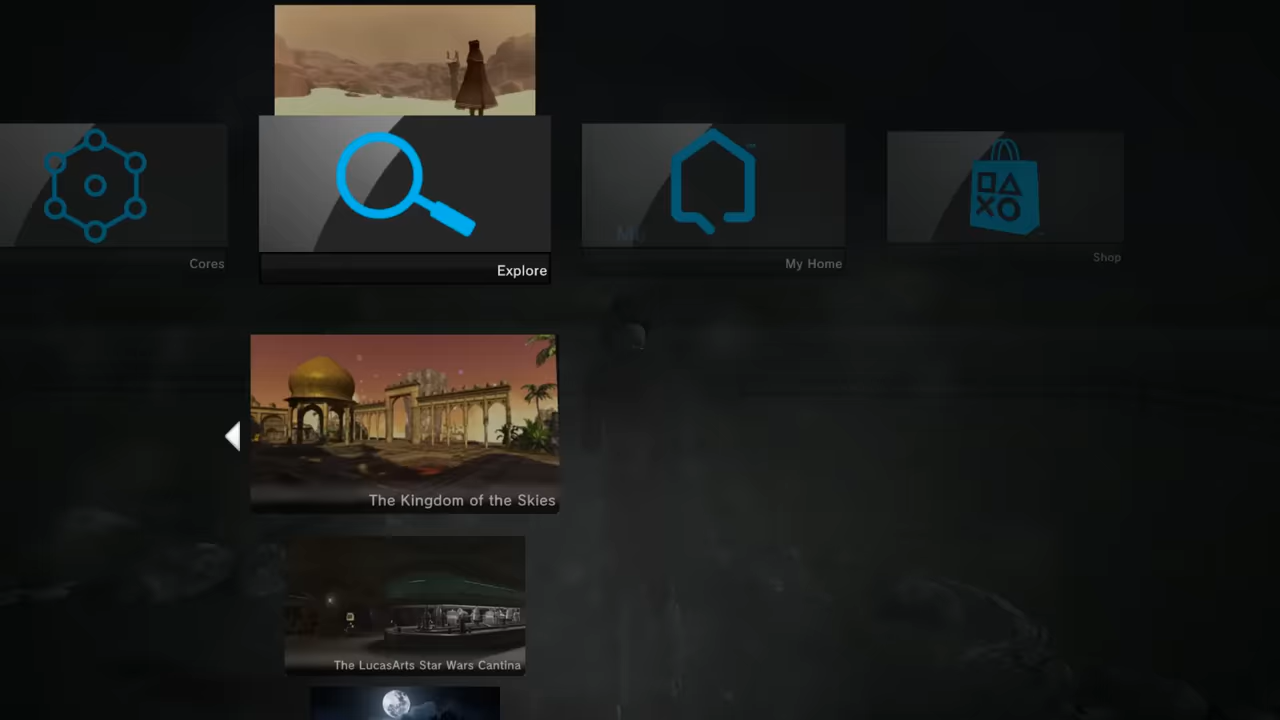 Cores
Explore
My Home
Shop
The Kingdom of the Skies
The LucasArts Star Wars Cantina